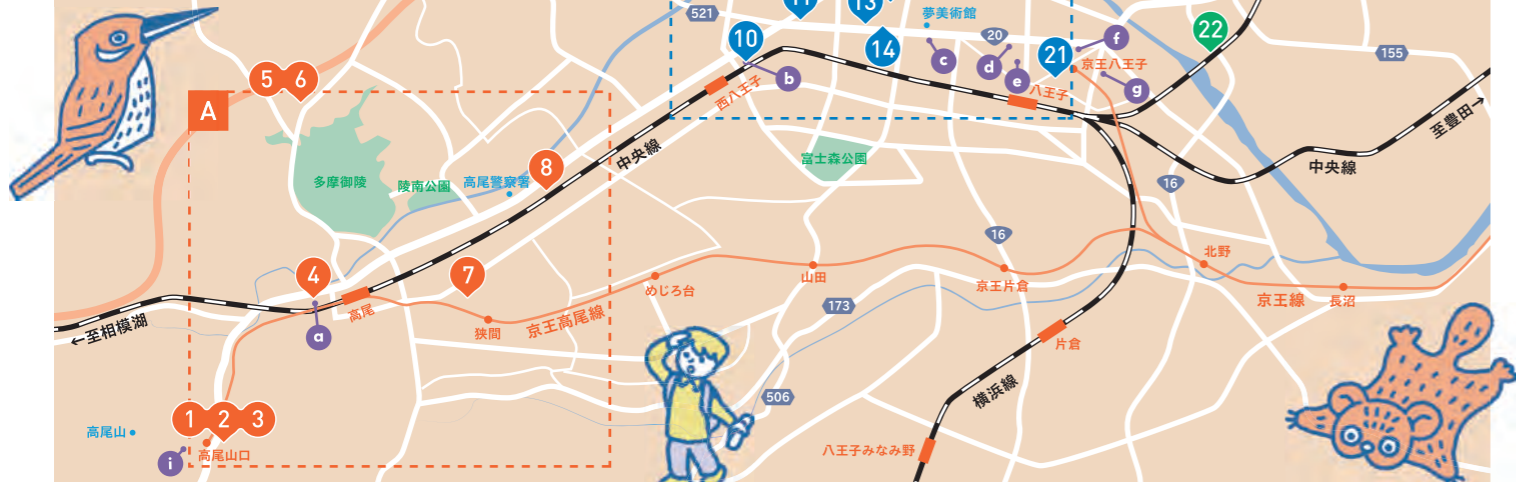 11
13
夢美術館
521
10
14
20
21
f
22
155
c
d
e
京王八王子
5
6
b
西八王子
八王子
g
A
至豊田→
中央線
8
富士森公園
中央線
多摩御陵
陵南公園
高尾警察署
16
16
北野
4
7
めじろ台
山田
京王片倉
京王線
長沼
高尾
狭間
京王高尾線
173
←至相模湖
a
片倉
横浜線
506
1
2
3
高尾山
高尾山口
i
八王子みなみ野